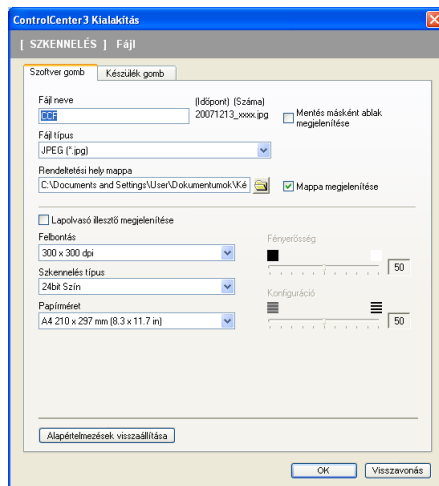 ControlCenter3 Kialakítás
[ SZKENNELÉS ] Fájl
Szoftver gomb
Készülék gomb
Fájl neve
(Időpont) (Száma)
CCF
20071213_xxxx.jpg
Mentés másként ablak
megjelenítése
Fájl típus
JPEG (*.jpg)
Rendeltetési hely mappa
C:\Documents and Settings\User\Dokumentumok\Ké
Mappa megjelenítése
Lapolvasó illesztő megjelenítése
Felbontás
Fényerősség
300 x 300 dpi
50
Szkennelés típus
24bit Szín
Konfiguráció
Papírméret
A4 210 x 297 mm (8.3 x 11.7 in)
50
Alapértelmezések visszaállítása
OK
Visszavonás